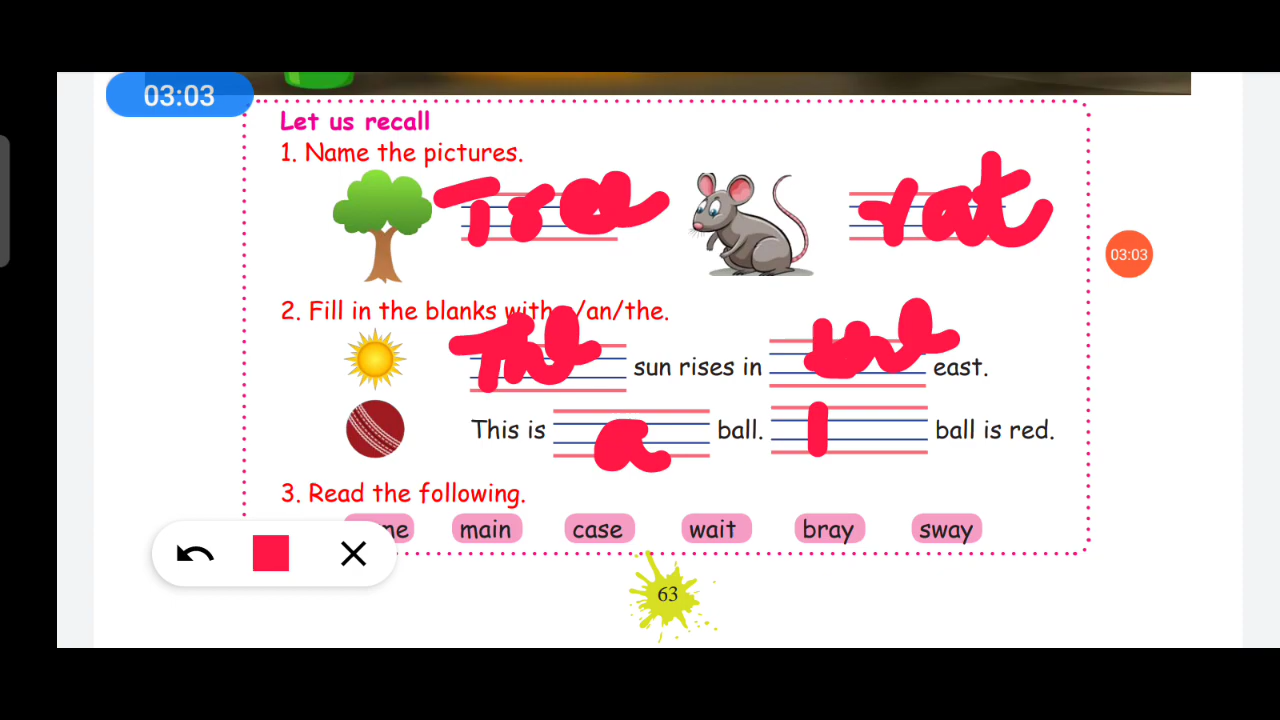 03:03
Let us recall
1. Name the pictures.
Tree rat
03:03
2. Fill in the blanks with /an/the.
The sun rises in the east.
This is a ball. ball is red.
3. Read the following.
main case wait bray sway
63